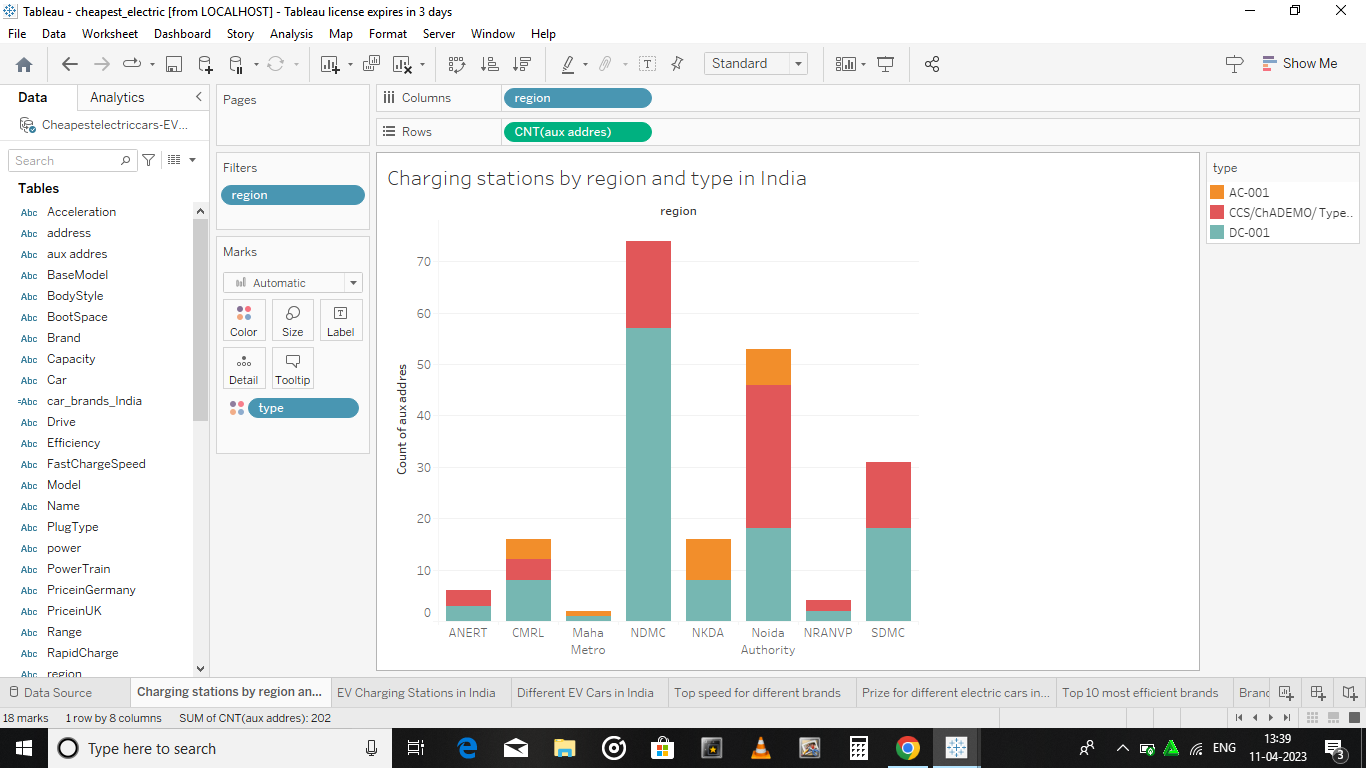 Tableau - cheapest_electric [from LOCALHOST] - Tableau license expires in 3 days
File Data Worksheet Dashboard Story Analysis Map Format Server Window Help
Standard
Show Me
Data Analytics
Cheapestelectriccars-EV...
Search
Tables
Abc Acceleration
Abc address
Abc aux addres
Abc BaseModel
Abc BodyStyle
Abc BootSpace
Abc Brand
Abc Capacity
Abc Car
=Abc car_brands_India
Abc Drive
Abc Efficiency
Abc FastChargeSpeed
Abc Model
Abc Name
Abc PlugType
Abc power
Abc PowerTrain
Abc PriceinGermany
Abc PriceinUK
Abc Range
Abc RapidCharge
Abc region
Pages
Filters
region
Marks
Automatic
Color Size Label
Detail Tooltip
type
Columns region
Rows CNT(aux addres)
Charging stations by region and type in India
region
Count of aux addres
70
60
50
40
30
20
10
0
ANERT CMRL Maha Metro NDMC NKDA Noida Authority NRANVP SDMC
type
AC-001
CCS/ChADEMO/ Type..
DC-001
Data Source Charging stations by region an... EV Charging Stations in India Different EV Cars in India Top speed for different brands Prize for different electric cars in... Top 10 most efficient brands Branc
18 marks 1 row by 8 columns SUM of CNT(aux addres): 202
Type here to search
ENG
13:39
11-04-2023
3